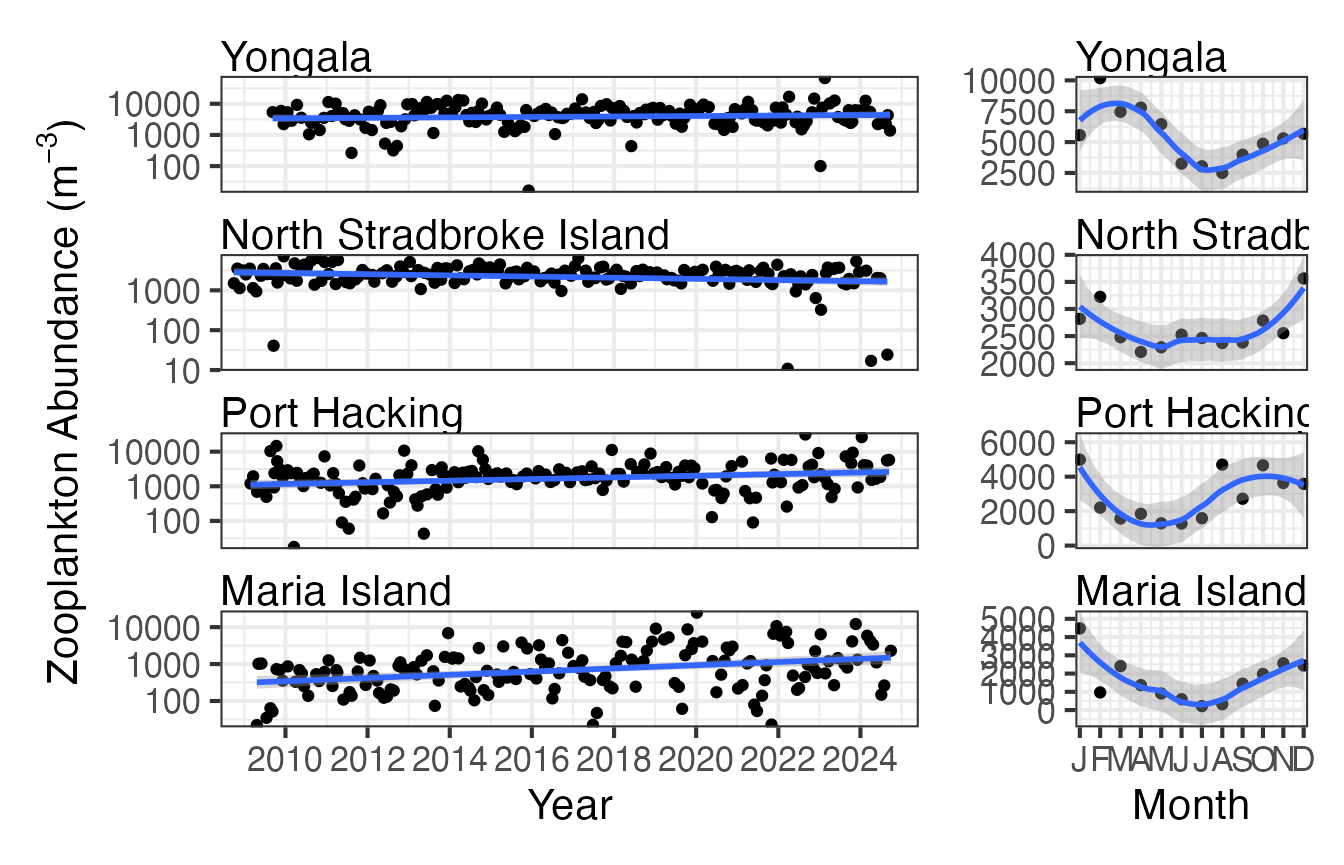 Zooplankton Abundance (m⁻³)
Yongala
10000
1000
100
North Stradbroke Island
1000
100
10
Port Hacking
10000
1000
100
Maria Island
10000
1000
100
2010 2012 2014 2016 2018 2020 2022 2024
Year
Yongala
10000
7500
5000
2500
North Stradb
4000
3500
3000
2500
2000
Port Hacking
6000
4000
2000
0
Maria Island
5000
4000
3000
2000
1000
0
J F M A M J J A S O N D
Month